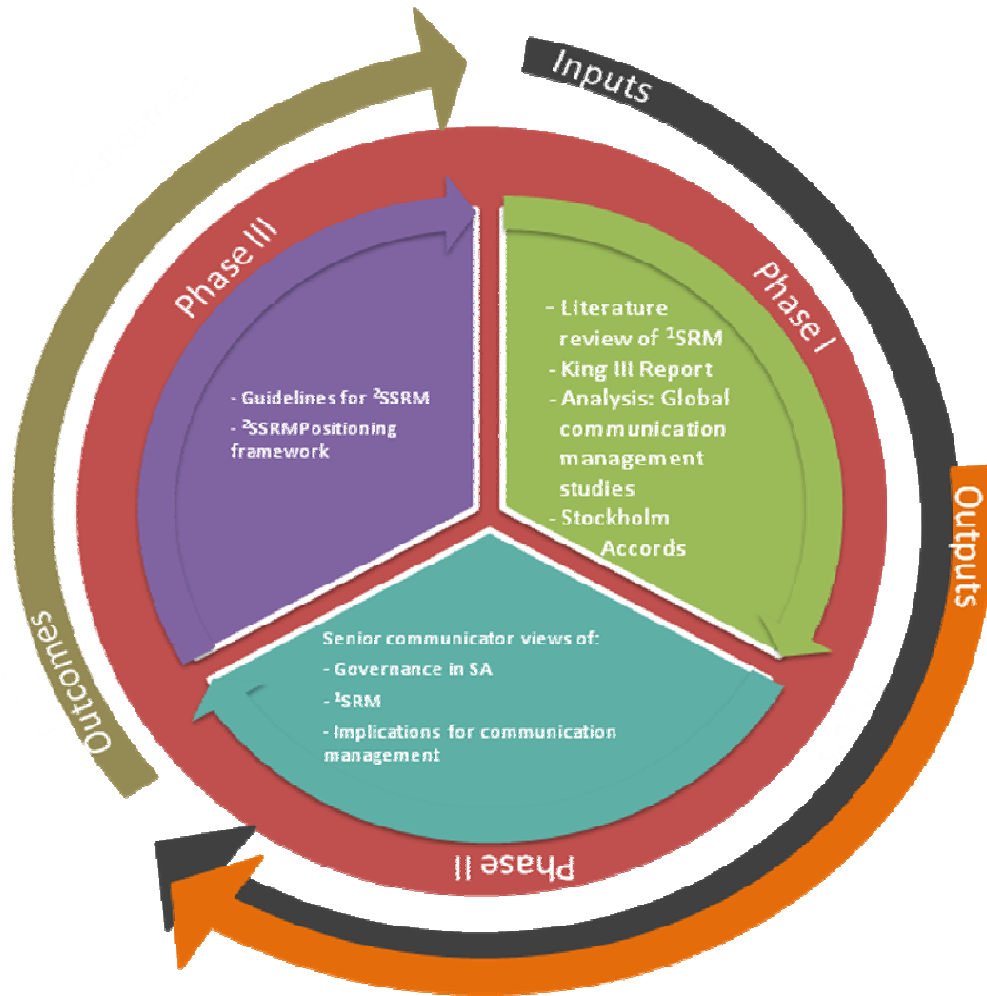 Inputs
Phase I
- Literature
review of ¹SRM
- King III Report
- Analysis: Global
communication
management
studies
- Stockholm
Accords
Outputs
Phase II
Senior communicator views of:
- Governance in SA
- ¹SRM
- Implications for communication
management
Phase III
- Guidelines for ²SSRM
- ²SSRMPositioning
framework
Outcomes